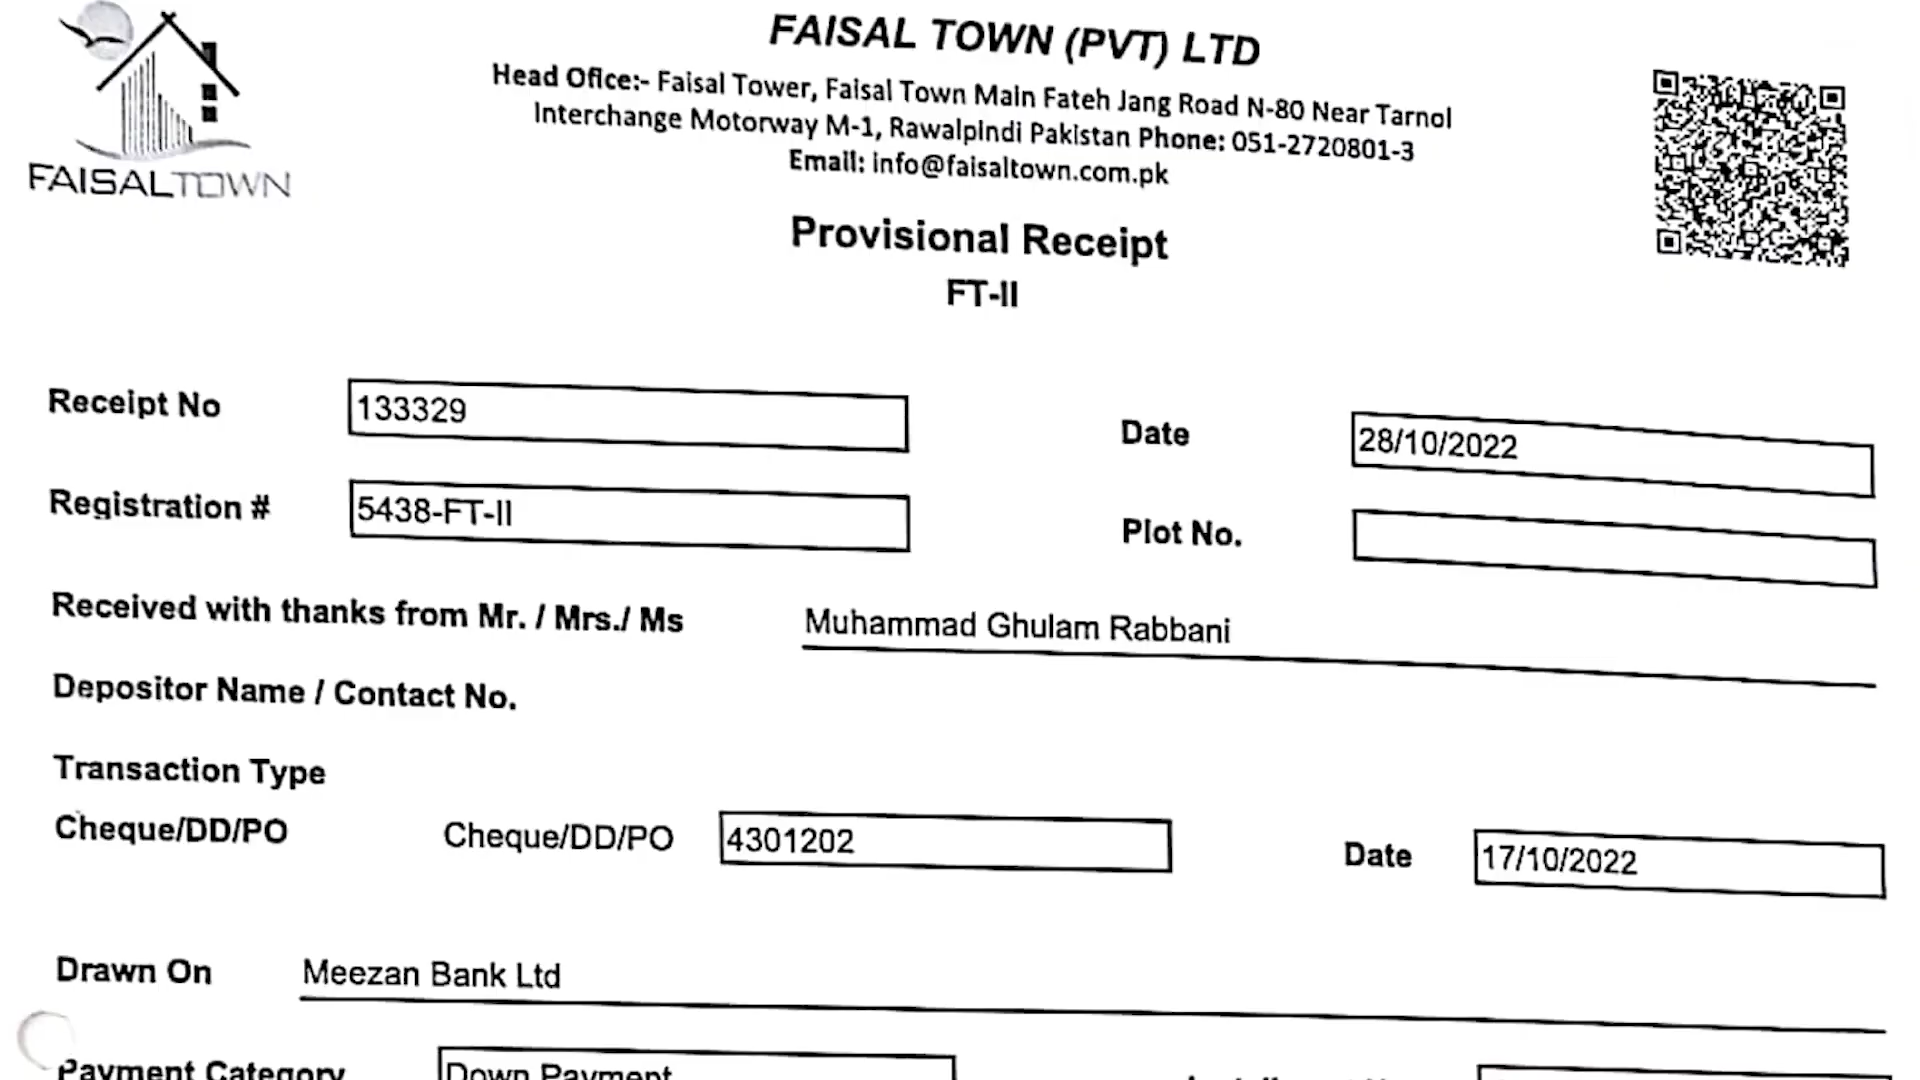 FAISALTOWN
FAISAL TOWN (PVT) LTD
Head Ofice:- Faisal Tower, Faisal Town Main Fateh Jang Road N-80 Near Tarnol
Interchange Motorway M-1, Rawalpindi Pakistan Phone: 051-2720801-3
Email: info@faisaltown.com.pk
Provisional Receipt
FT-II
Receipt No 133329 Date 28/10/2022
Registration # 5438-FT-II Plot No.
Received with thanks from Mr. / Mrs./ Ms Muhammad Ghulam Rabbani
Depositor Name / Contact No.
Transaction Type
Cheque/DD/PO Cheque/DD/PO 4301202 Date 17/10/2022
Drawn On Meezan Bank Ltd
Payment Category Down Payment